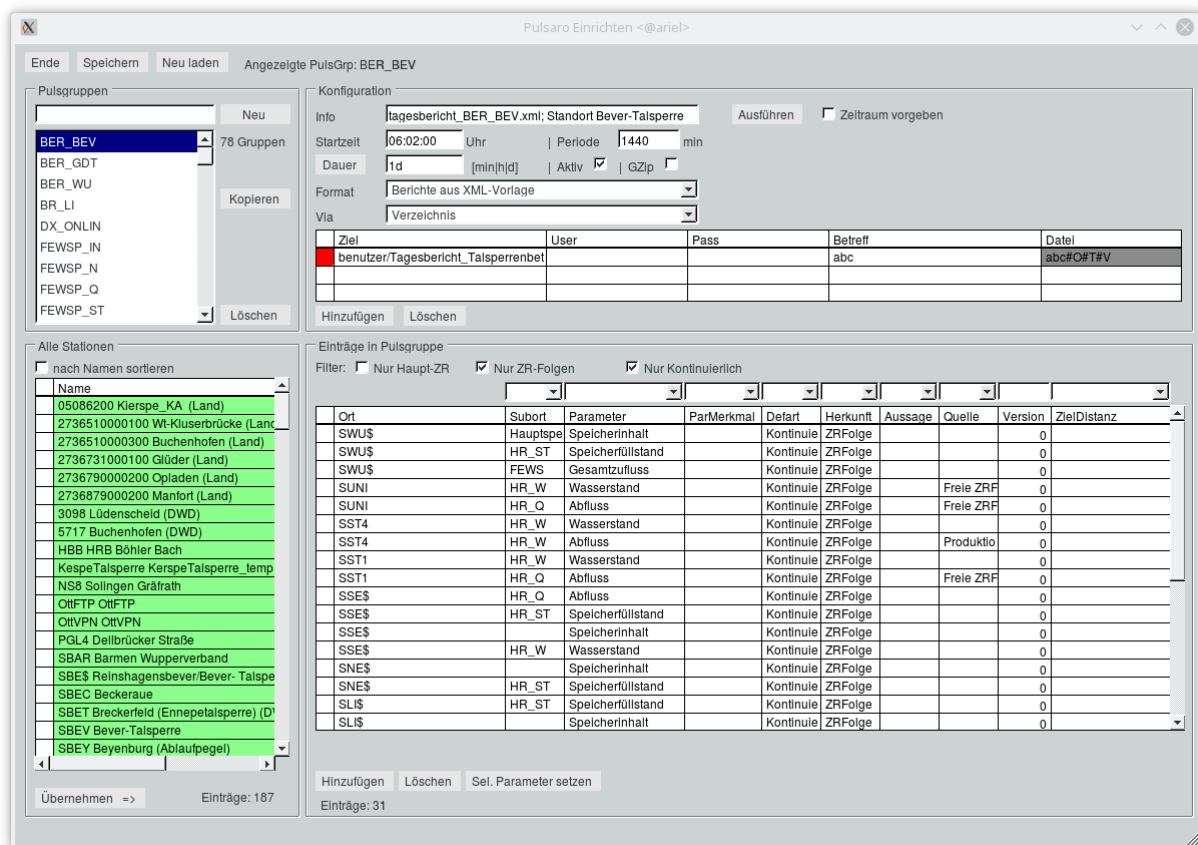 Pulsaro Einrichten <@ariel>
Ende Speichern Neu laden Angezeigte PulsGrp: BER_BEV
Pulsgruppen
Neu
BER_BEV
78 Gruppen
BER_GDT
BER_WU
BR_LI
Kopieren
DX_ONLIN
FEWSP_IN
FEWSP_N
FEWSP_Q
FEWSP_ST
Löschen
Konfiguration
Info tagesbericht_BER_BEV.xml; Standort Bever-Talsperre Ausführen Zeitraum vorgeben
Startzeit 06:02:00 Uhr | Periode 1440 min
Dauer 1d [min|h|d] | Aktiv | GZip
Format Berichte aus XML-Vorlage
Via Verzeichnis
Ziel User Pass Betreff Datei
benutzer/Tagesbericht_Talsperrenbet abc abc#O#T#V
Hinzufügen Löschen
Alle Stationen
nach Namen sortieren
Name
05086200 Kierspe_KA (Land)
2736510000100 Wt-Kluserbrücke (Land
2736510000300 Buchenhofen (Land)
2736731000100 Glüder (Land)
2736790000200 Opladen (Land)
2736879000200 Manfort (Land)
3098 Lüdenscheid (DWD)
5717 Buchenhofen (DWD)
HBB HRB Böhler Bach
KespeTalsperre KerspeTalsperre_temp
NS8 Solingen Gräfrath
OttFTP OttFTP
OttVPN OttVPN
PGL4 Dellbrücker Straße
SBAR Barmen Wupperverband
SBE$ Reinshagensbever/Bever- Talspe
SBEC Beckeraue
SBET Breckerfeld (Ennepetalsperre) (D
SBEV Bever-Talsperre
SBEY Beyenburg (Ablaufpegel)
Übernehmen => Einträge: 187
Einträge in Pulsgruppe
Filter: Nur Haupt-ZR Nur ZR-Folgen Nur Kontinuierlich
Ort Subort Parameter ParMerkmal Defart Herkunft Aussage Quelle Version ZielDistanz
SWU$ Hauptspe Speicherinhalt Kontinuie ZRFolge 0
SWU$ HR_ST Speicherfüllstand Kontinuie ZRFolge 0
SWU$ FEWS Gesamtzufluss Kontinuie ZRFolge 0
SUNI HR_W Wasserstand Kontinuie ZRFolge Freie ZRF 0
SUNI HR_Q Abfluss Kontinuie ZRFolge Freie ZRF 0
SST4 HR_W Wasserstand Kontinuie ZRFolge 0
SST4 HR_W Abfluss Kontinuie ZRFolge Produktio 0
SST1 HR_W Wasserstand Kontinuie ZRFolge 0
SST1 HR_Q Abfluss Kontinuie ZRFolge Freie ZRF 0
SSE$ HR_Q Abfluss Kontinuie ZRFolge 0
SSE$ HR_ST Speicherfüllstand Kontinuie ZRFolge 0
SSE$ Speicherinhalt Kontinuie ZRFolge 0
SSE$ HR_W Wasserstand Kontinuie ZRFolge 0
SNE$ Speicherinhalt Kontinuie ZRFolge 0
SNE$ HR_ST Speicherfüllstand Kontinuie ZRFolge 0
SLI$ HR_ST Speicherfüllstand Kontinuie ZRFolge 0
SLI$ Speicherinhalt Kontinuie ZRFolge 0
Hinzufügen Löschen Sel. Parameter setzen
Einträge: 31